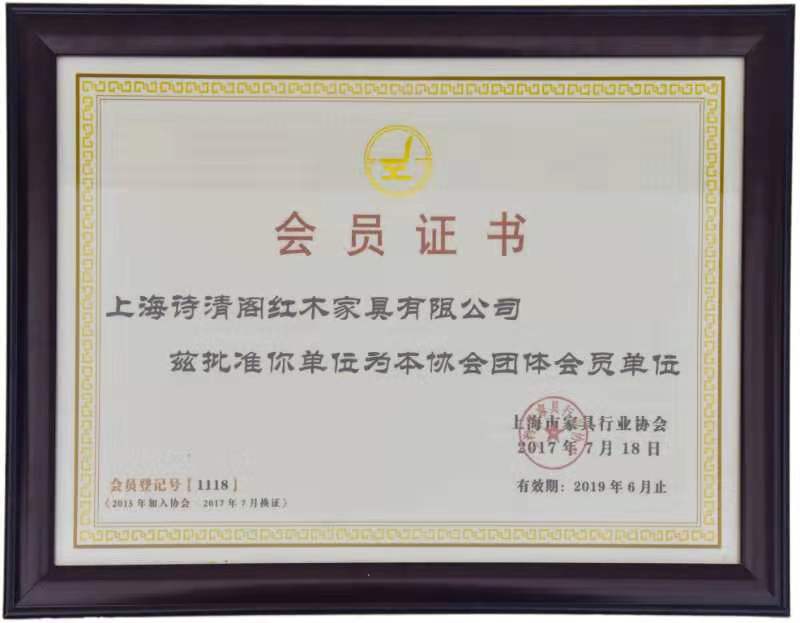 会员证书
上海诗清阁红木家具有限公司
兹批准你单位为本协会团体会员单位
上海市家具行业协会
2017年7月18日
有效期：2019年6月止
会员登记号[1118]
《2015年加入协会 2017年7月换证》